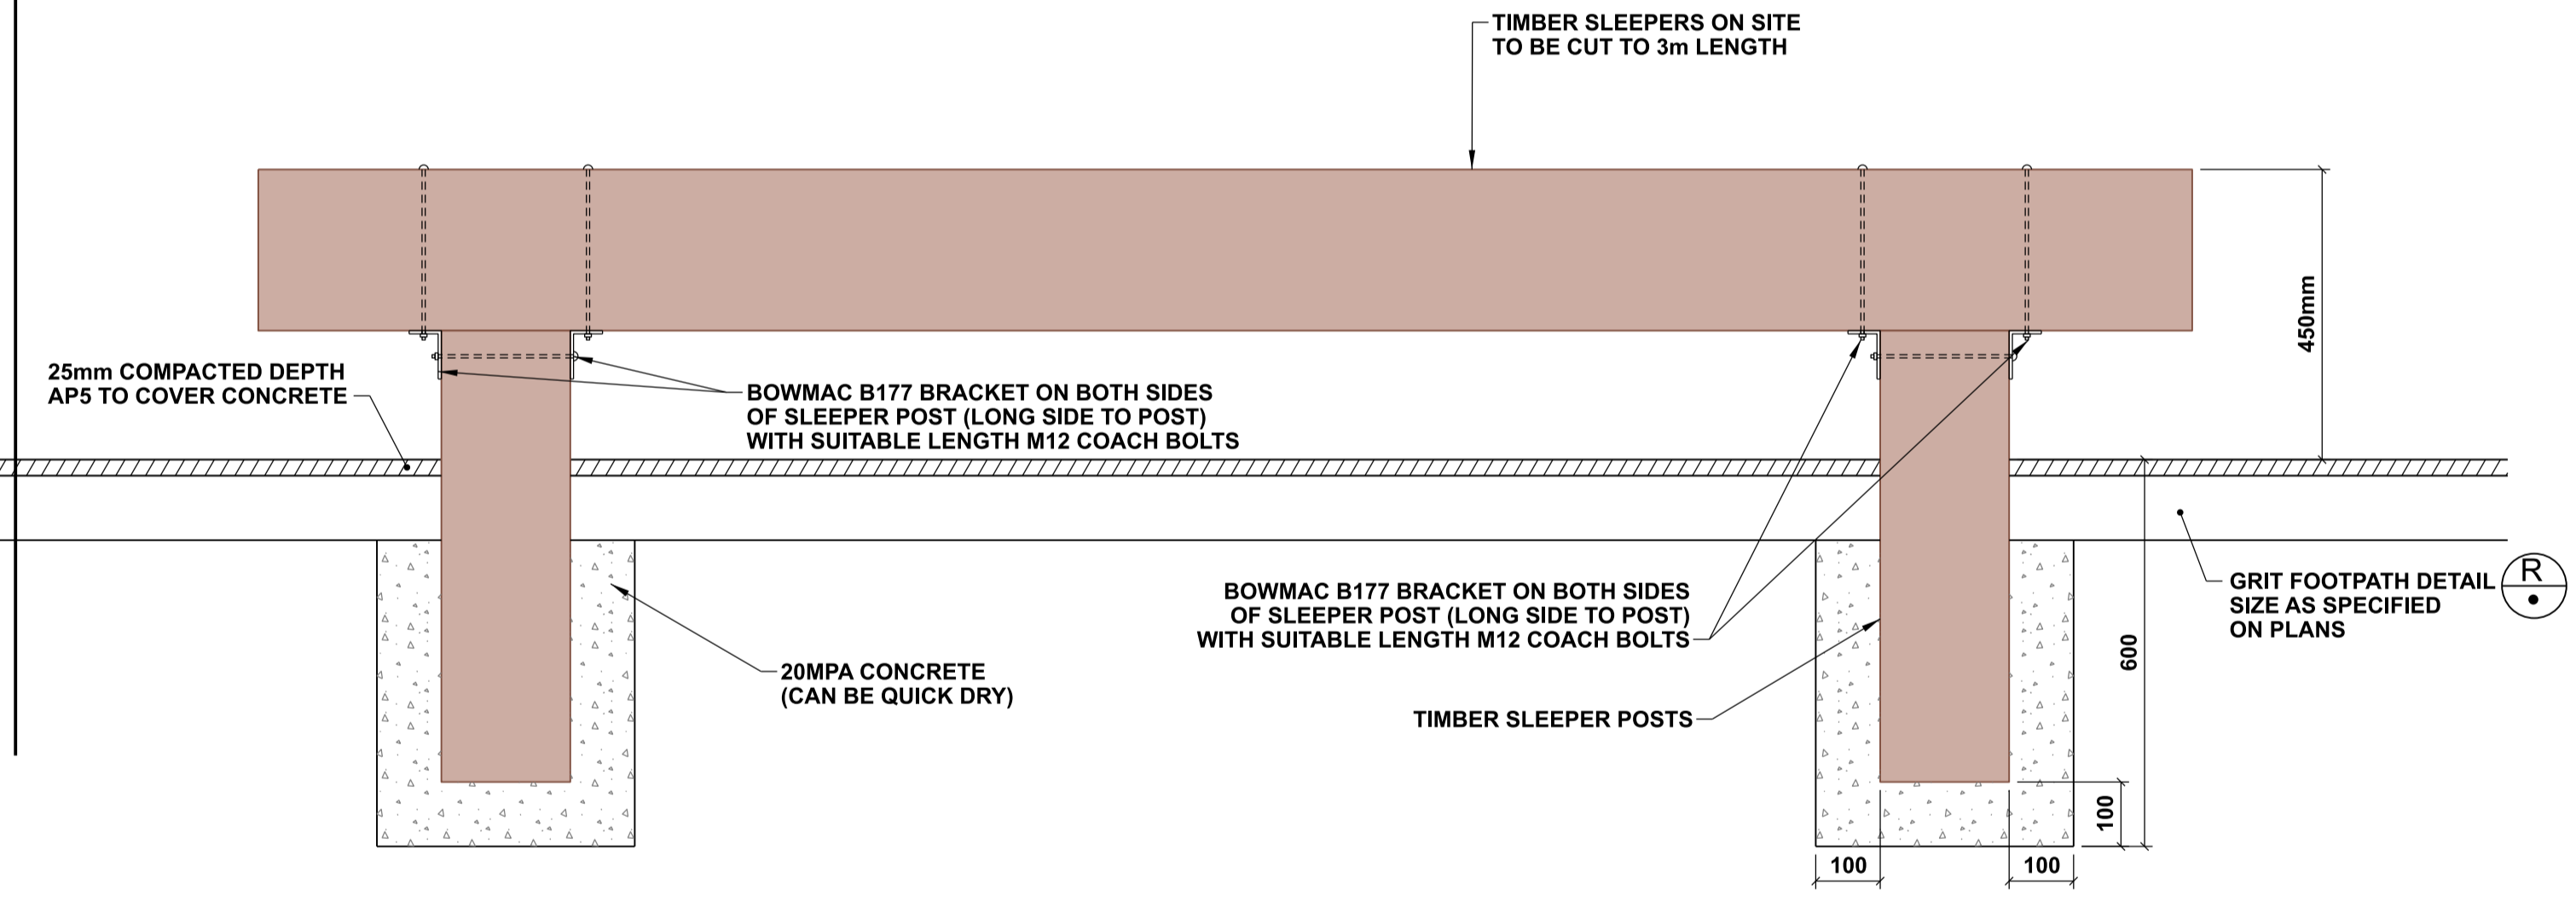 TIMBER SLEEPERS ON SITE
TO BE CUT TO 3m LENGTH
450mm
25mm COMPACTED DEPTH
AP5 TO COVER CONCRETE
BOWMAC B177 BRACKET ON BOTH SIDES
OF SLEEPER POST (LONG SIDE TO POST)
WITH SUITABLE LENGTH M12 COACH BOLTS
BOWMAC B177 BRACKET ON BOTH SIDES
OF SLEEPER POST (LONG SIDE TO POST)
WITH SUITABLE LENGTH M12 COACH BOLTS
GRIT FOOTPATH DETAIL
SIZE AS SPECIFIED
ON PLANS
R
600
20MPA CONCRETE
(CAN BE QUICK DRY)
TIMBER SLEEPER POSTS
100
100
100